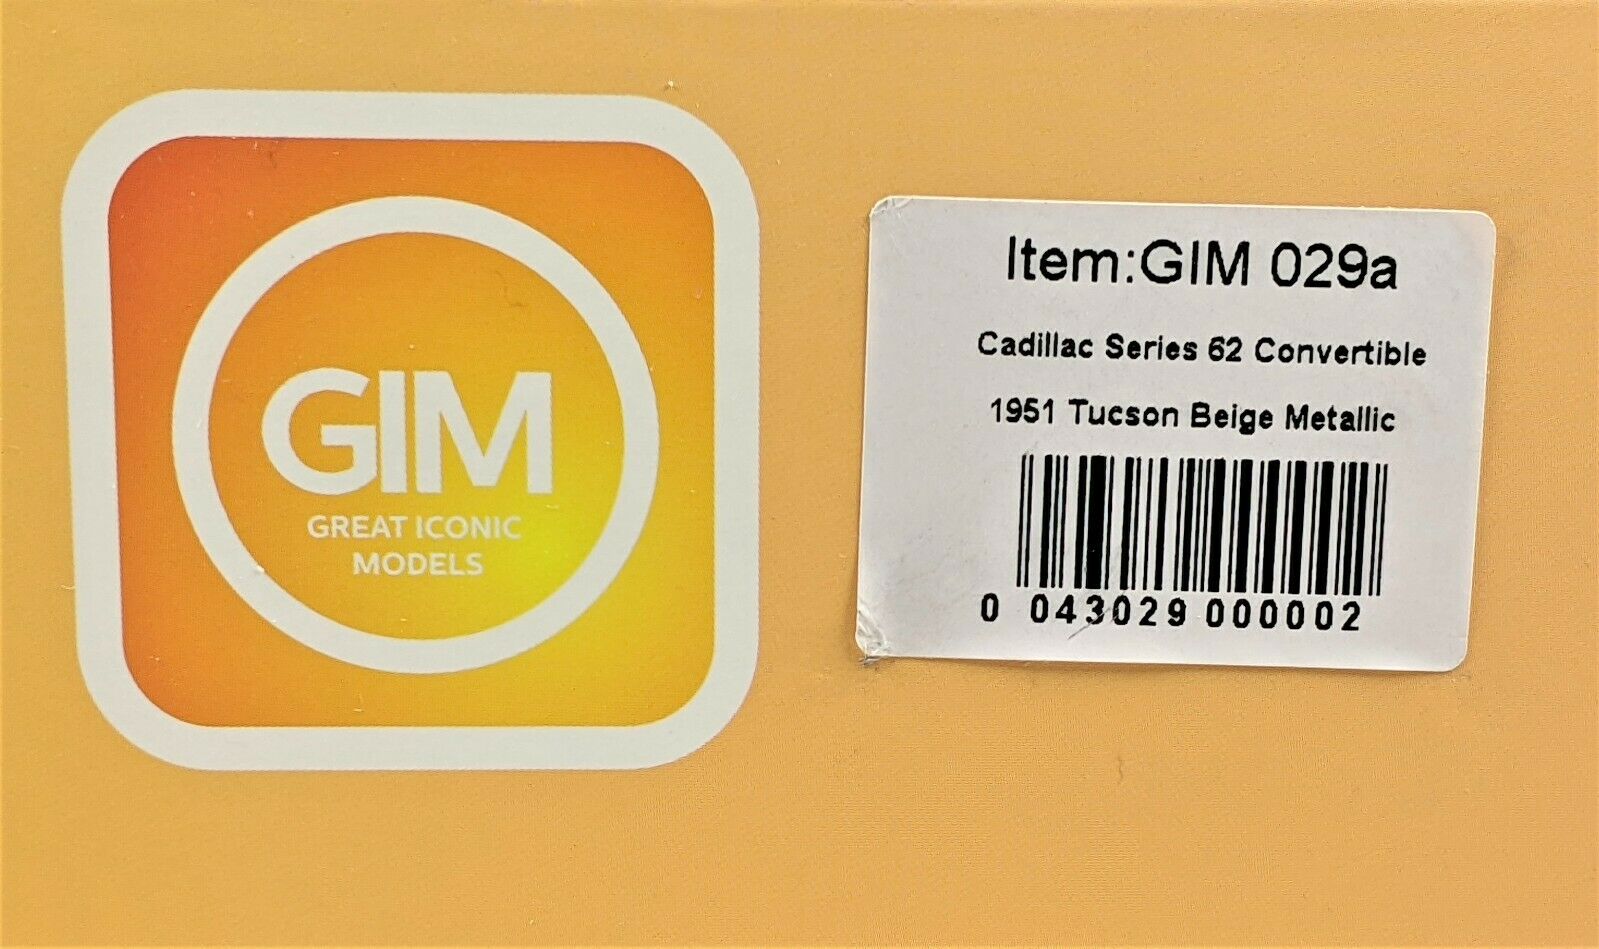 GIM
GREAT ICONIC
MODELS
Item:GIM 029a
Cadillac Series 62 Convertible
1951 Tucson Beige Metallic
0 043029 000002